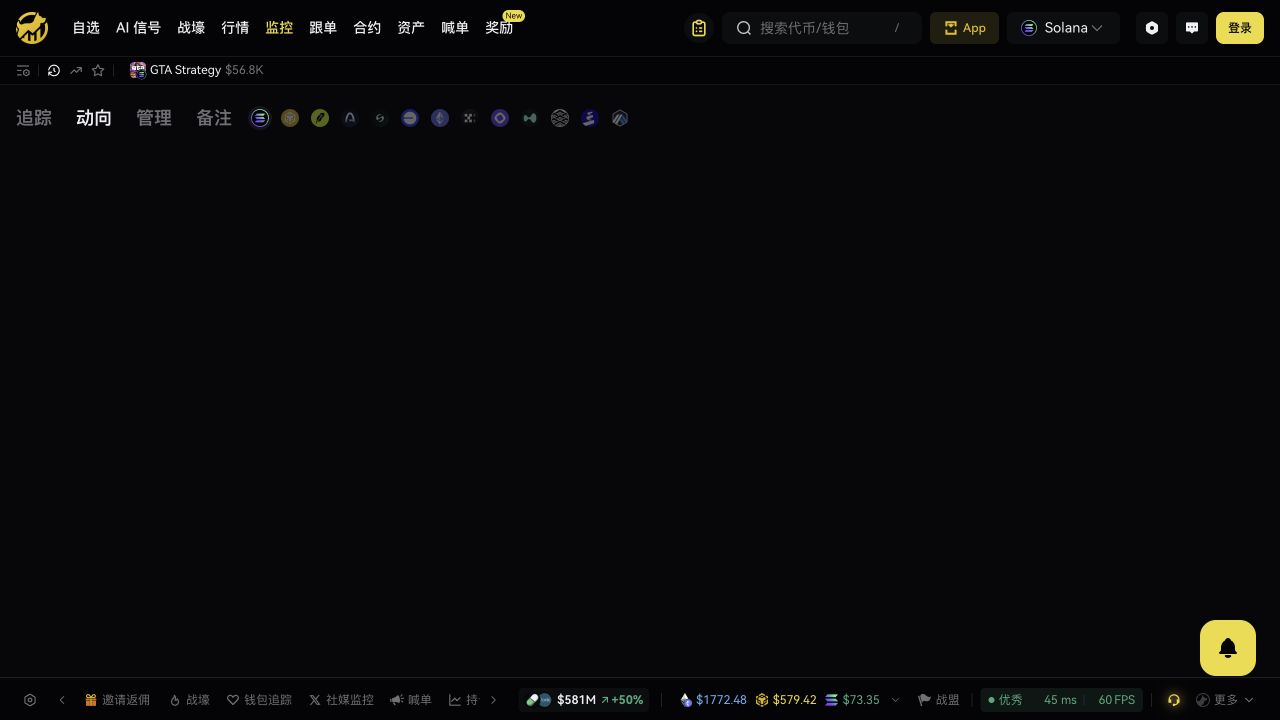 自选 AI 信号 战壕 行情 监控 跟单 合约 资产 喊单 奖励 New 搜索代币/钱包 / App Solana 登录
GTA Strategy $56.8K
追踪 动向 管理 备注
邀请返佣 战壕 钱包追踪 社媒监控 喊单 持 $581M +50% $1772.48 $579.42 $73.35 战盟 优秀 45 ms 60 FPS 更多